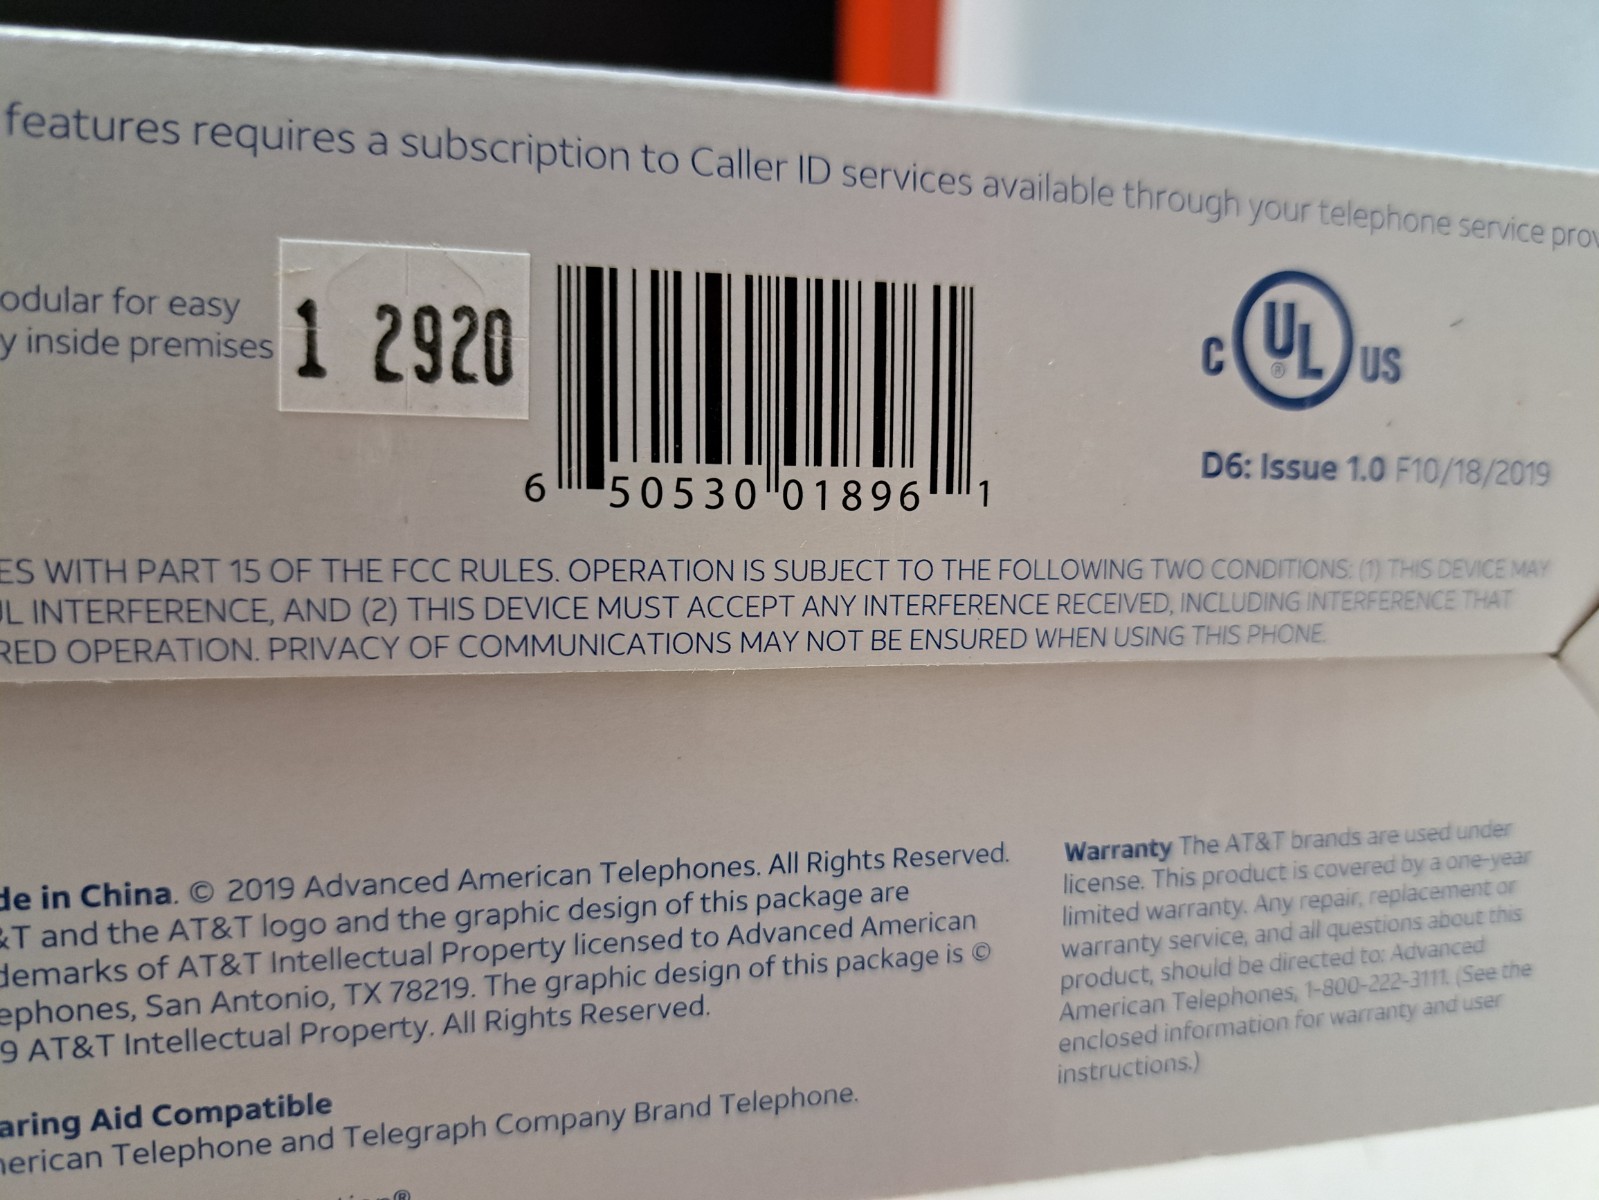 features requires a subscription to Caller ID services available through your telephone service prov
odular for easy
y inside premises
1 2920
6 50530 01896 1
C UL® US
D6: Issue 1.0 F10/18/2019
ES WITH PART 15 OF THE FCC RULES. OPERATION IS SUBJECT TO THE FOLLOWING TWO CONDITIONS: (1) THIS DEVICE MAY
UL INTERFERENCE, AND (2) THIS DEVICE MUST ACCEPT ANY INTERFERENCE RECEIVED, INCLUDING INTERFERENCE THAT
RED OPERATION. PRIVACY OF COMMUNICATIONS MAY NOT BE ENSURED WHEN USING THIS PHONE.
de in China. © 2019 Advanced American Telephones. All Rights Reserved.
&T and the AT&T logo and the graphic design of this package are
demarks of AT&T Intellectual Property licensed to Advanced American
ephones, San Antonio, TX 78219. The graphic design of this package is ©
9 AT&T Intellectual Property. All Rights Reserved.
aring Aid Compatible
nerican Telephone and Telegraph Company Brand Telephone.
Warranty The AT&T brands are used under
license. This product is covered by a one-year
limited warranty. Any repair, replacement or
warranty service, and all questions about this
product, should be directed to: Advanced
American Telephones, 1-800-222-3111. (See the
enclosed information for warranty and user
instructions.)